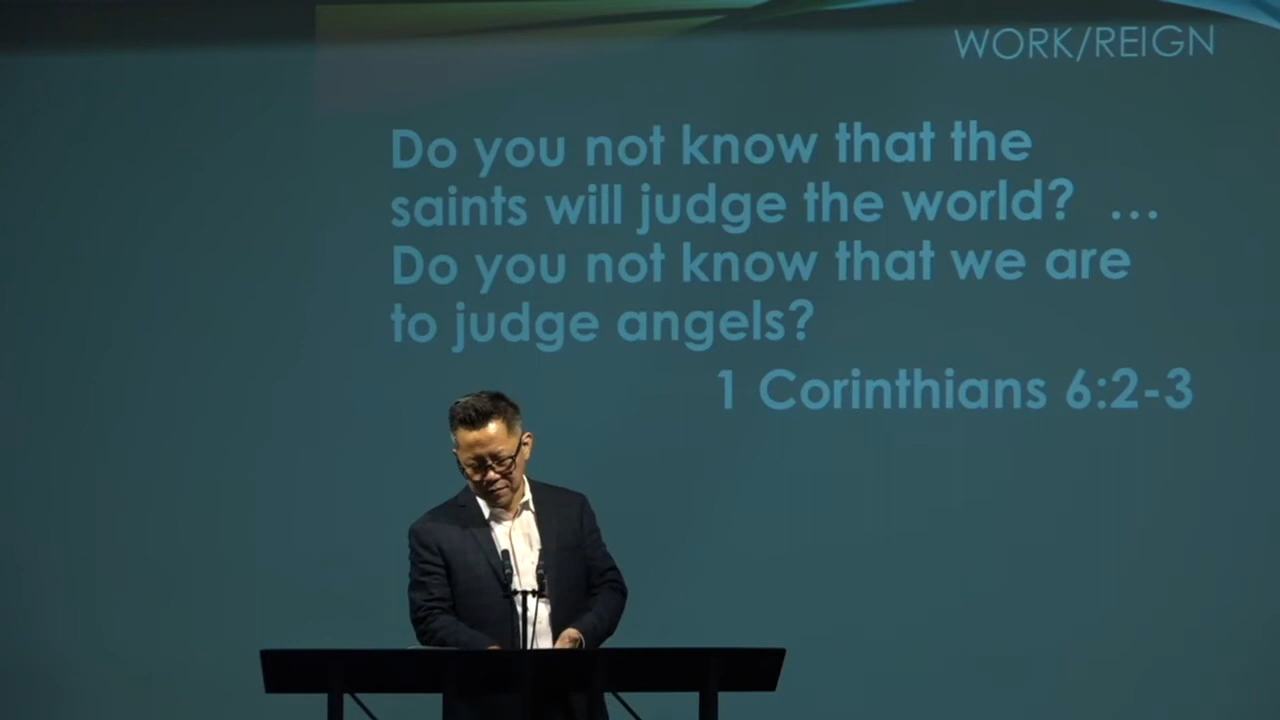 WORK/REIGN
Do you not know that the
saints will judge the world? ...
Do you not know that we are
to judge angels?
1 Corinthians 6:2-3